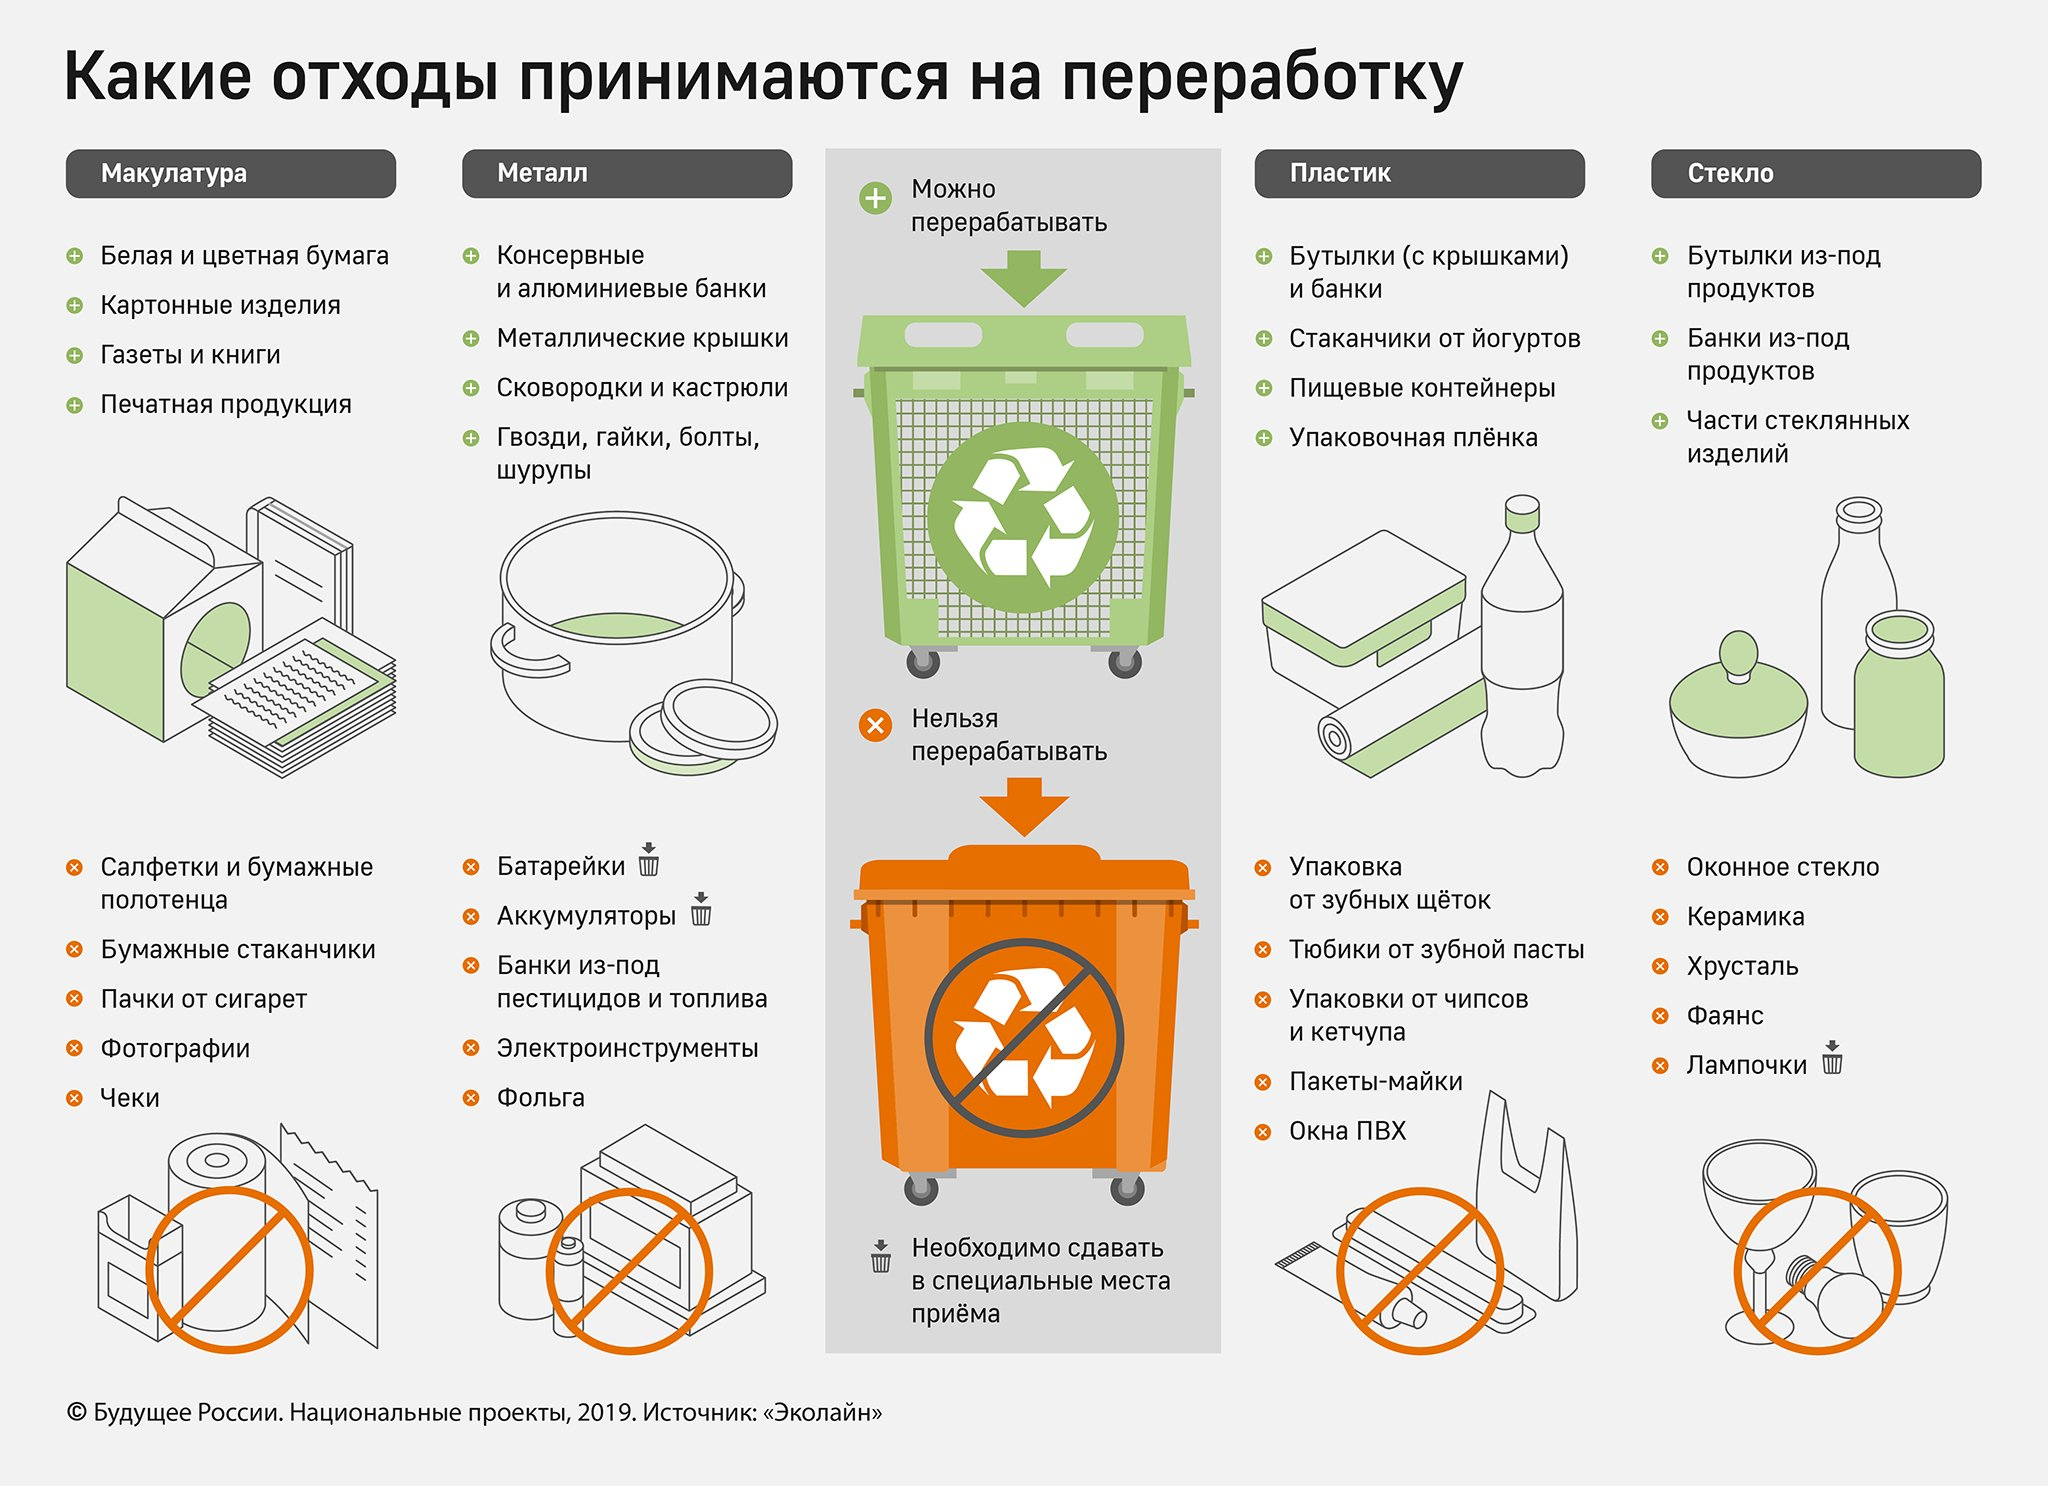 Какие отходы принимаются на переработку
Макулатура
Белая и цветная бумага
Картонные изделия
Газеты и книги
Печатная продукция
Салфетки и бумажные
полотенца
Бумажные стаканчики
Пачки от сигарет
Фотографии
Чеки
Металл
Консервные
и алюминиевые банки
Металлические крышки
Сковородки и кастрюли
Гвозди, гайки, болты,
шурупы
Батарейки
Аккумуляторы
Банки из-под
пестицидов и топлива
Электроинструменты
Фольга
Можно
перерабатывать
Нельзя
перерабатывать
Необходимо сдавать
в специальные места
приёма
Пластик
Бутылки (с крышками)
и банки
Стаканчики от йогуртов
Пищевые контейнеры
Упаковочная плёнка
Упаковка
от зубных щёток
Тюбики от зубной пасты
Упаковки от чипсов
и кетчупа
Пакеты-майки
Окна ПВХ
Стекло
Бутылки из-под
продуктов
Банки из-под
продуктов
Части стеклянных
изделий
Оконное стекло
Керамика
Хрусталь
Фаянс
Лампочки
© Будущее России. Национальные проекты, 2019. Источник: «Эколайн»